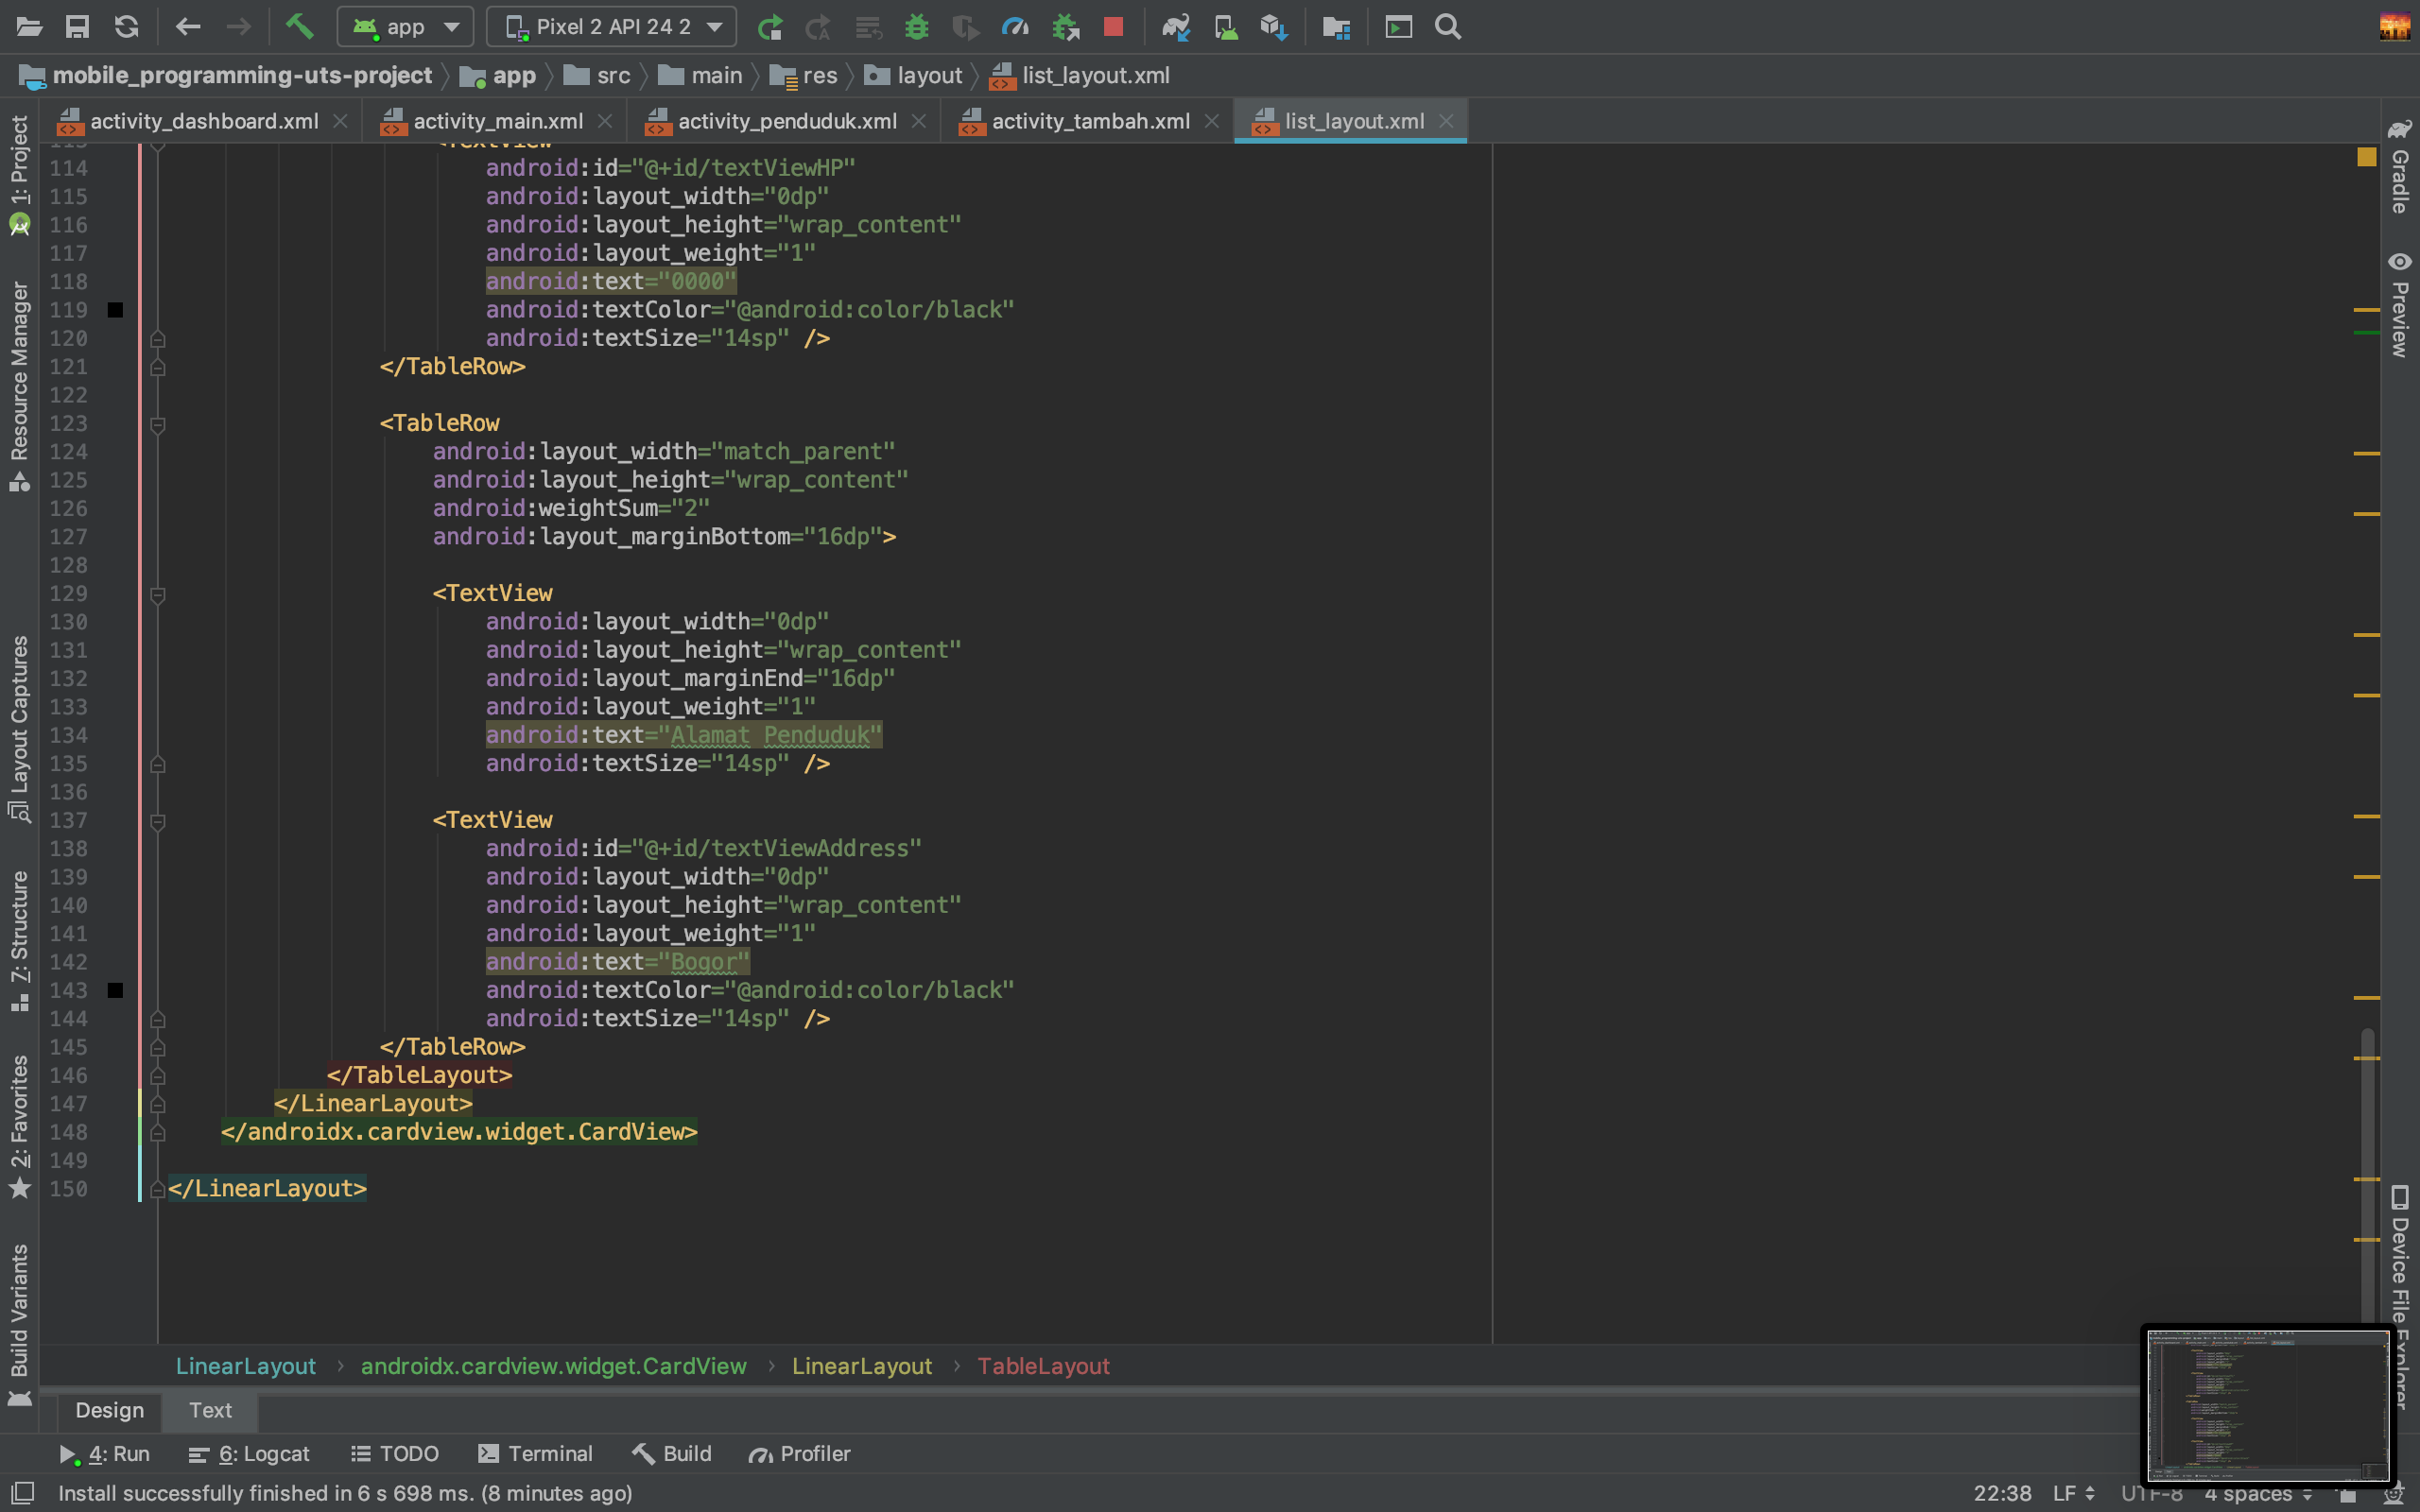 app
Pixel 2 API 24 2
mobile_programming-uts-project
app
src
main
res
layout
list_layout.xml
activity_dashboard.xml
activity_main.xml
activity_penduduk.xml
activity_tambah.xml
list_layout.xml
1: Project
Resource Manager
Layout Captures
7: Structure
2: Favorites
Build Variants
Gradle
Preview
Device File Explorer
<TextView
114 android:id="@+id/textViewHP"
115 android:layout_width="0dp"
116 android:layout_height="wrap_content"
117 android:layout_weight="1"
118 android:text="0000"
119 android:textColor="@android:color/black"
120 android:textSize="14sp" />
121 </TableRow>
122
123 <TableRow
124 android:layout_width="match_parent"
125 android:layout_height="wrap_content"
126 android:weightSum="2"
127 android:layout_marginBottom="16dp">
128
129 <TextView
130 android:layout_width="0dp"
131 android:layout_height="wrap_content"
132 android:layout_marginEnd="16dp"
133 android:layout_weight="1"
134 android:text="Alamat Penduduk"
135 android:textSize="14sp" />
136
137 <TextView
138 android:id="@+id/textViewAddress"
139 android:layout_width="0dp"
140 android:layout_height="wrap_content"
141 android:layout_weight="1"
142 android:text="Bogor"
143 android:textColor="@android:color/black"
144 android:textSize="14sp" />
145 </TableRow>
146 </TableLayout>
147 </LinearLayout>
148 </androidx.cardview.widget.CardView>
149
150 </LinearLayout>
LinearLayout › androidx.cardview.widget.CardView › LinearLayout › TableLayout
Design Text
4: Run 6: Logcat TODO Terminal Build Profiler
Install successfully finished in 6 s 698 ms. (8 minutes ago)
22:38 LF UTF-8 4 spaces